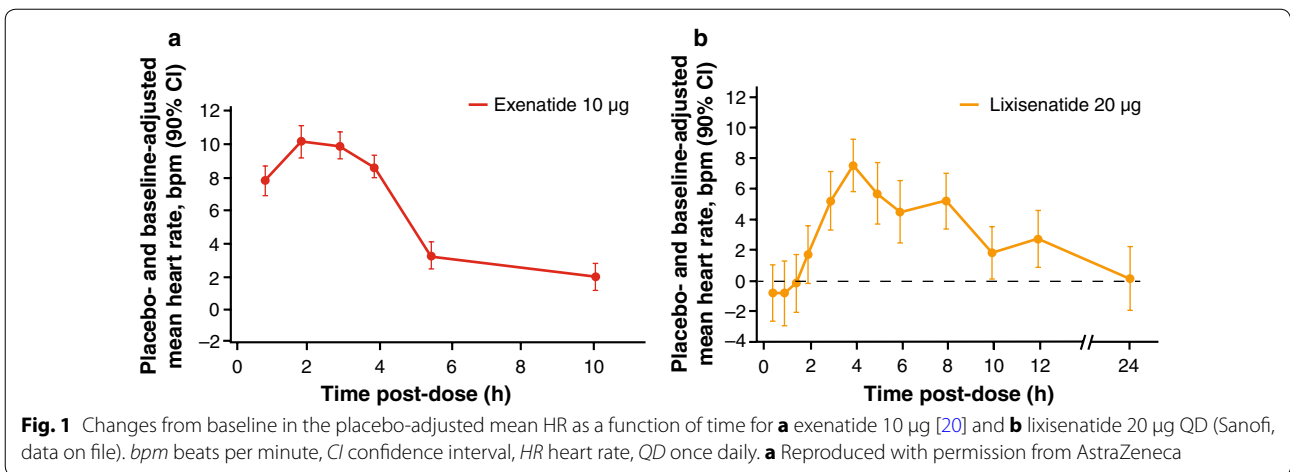 a
Placebo- and baseline-adjusted
mean heart rate, bpm (90% CI)
12
10
8
6
4
2
0
–2
Exenatide 10 µg
0 2 4 6 8 10
Time post-dose (h)
b
Placebo- and baseline-adjusted
mean heart rate, bpm (90% CI)
12
10
8
6
4
2
0
–2
–4
Lixisenatide 20 µg
0 2 4 6 8 10 12 24
Time post-dose (h)
Fig. 1 Changes from baseline in the placebo-adjusted mean HR as a function of time for a exenatide 10 µg [20] and b lixisenatide 20 µg QD (Sanofi,
data on file). bpm beats per minute, CI confidence interval, HR heart rate, QD once daily. a Reproduced with permission from AstraZeneca